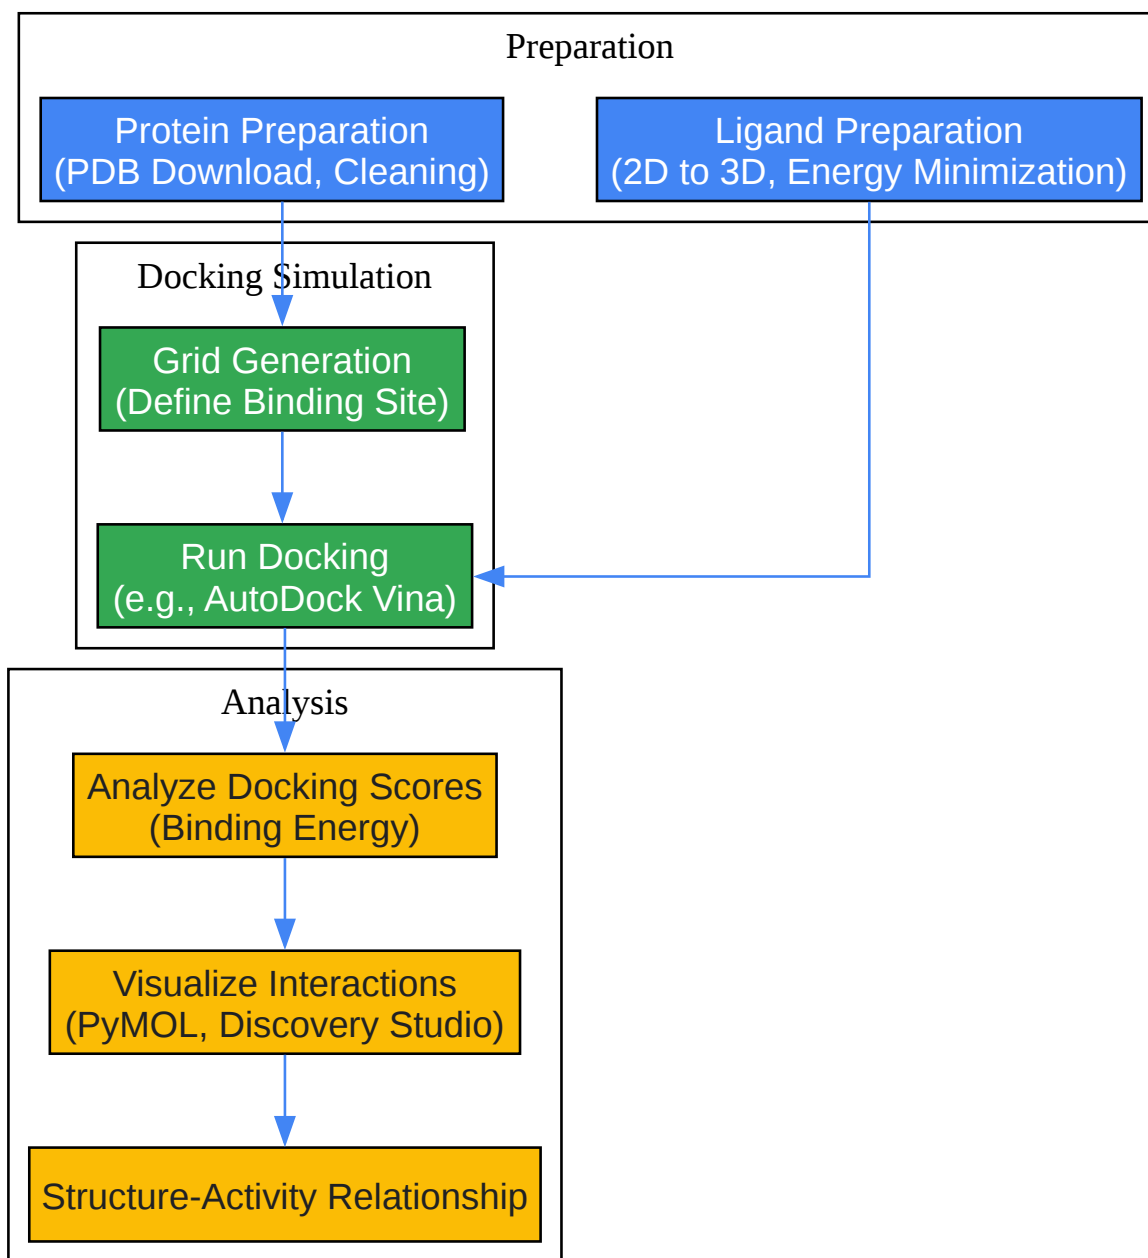 Preparation
Protein Preparation
(PDB Download, Cleaning)
Ligand Preparation
(2D to 3D, Energy Minimization)
Docking Simulation
Grid Generation
(Define Binding Site)
Run Docking
(e.g., AutoDock Vina)
Analysis
Analyze Docking Scores
(Binding Energy)
Visualize Interactions
(PyMOL, Discovery Studio)
Structure-Activity Relationship